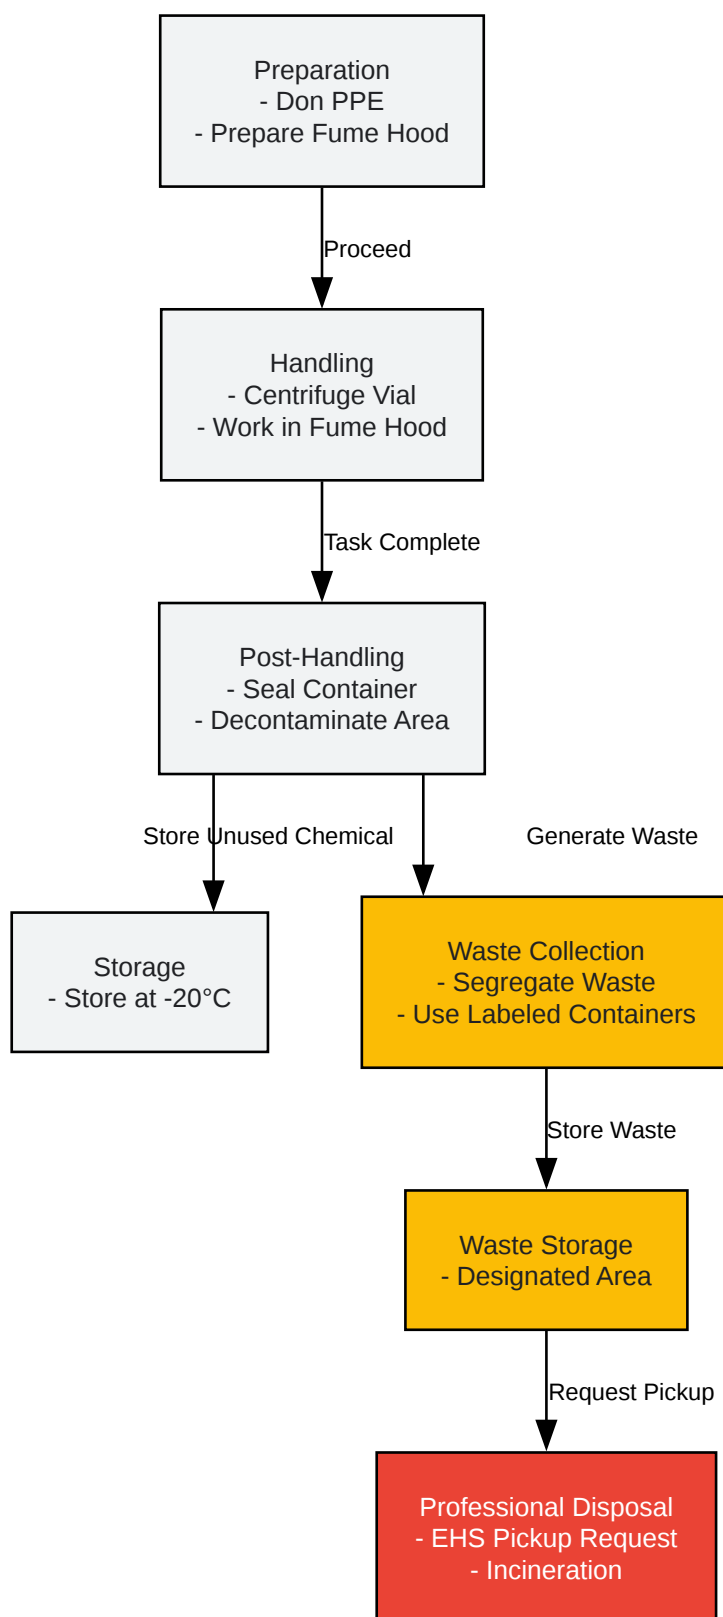 Preparation
- Don PPE
- Prepare Fume Hood
Proceed
Handling
- Centrifuge Vial
- Work in Fume Hood
Task Complete
Post-Handling
- Seal Container
- Decontaminate Area
Store Unused Chemical
Generate Waste
Storage
- Store at -20°C
Waste Collection
- Segregate Waste
- Use Labeled Containers
Store Waste
Waste Storage
- Designated Area
Request Pickup
Professional Disposal
- EHS Pickup Request
- Incineration